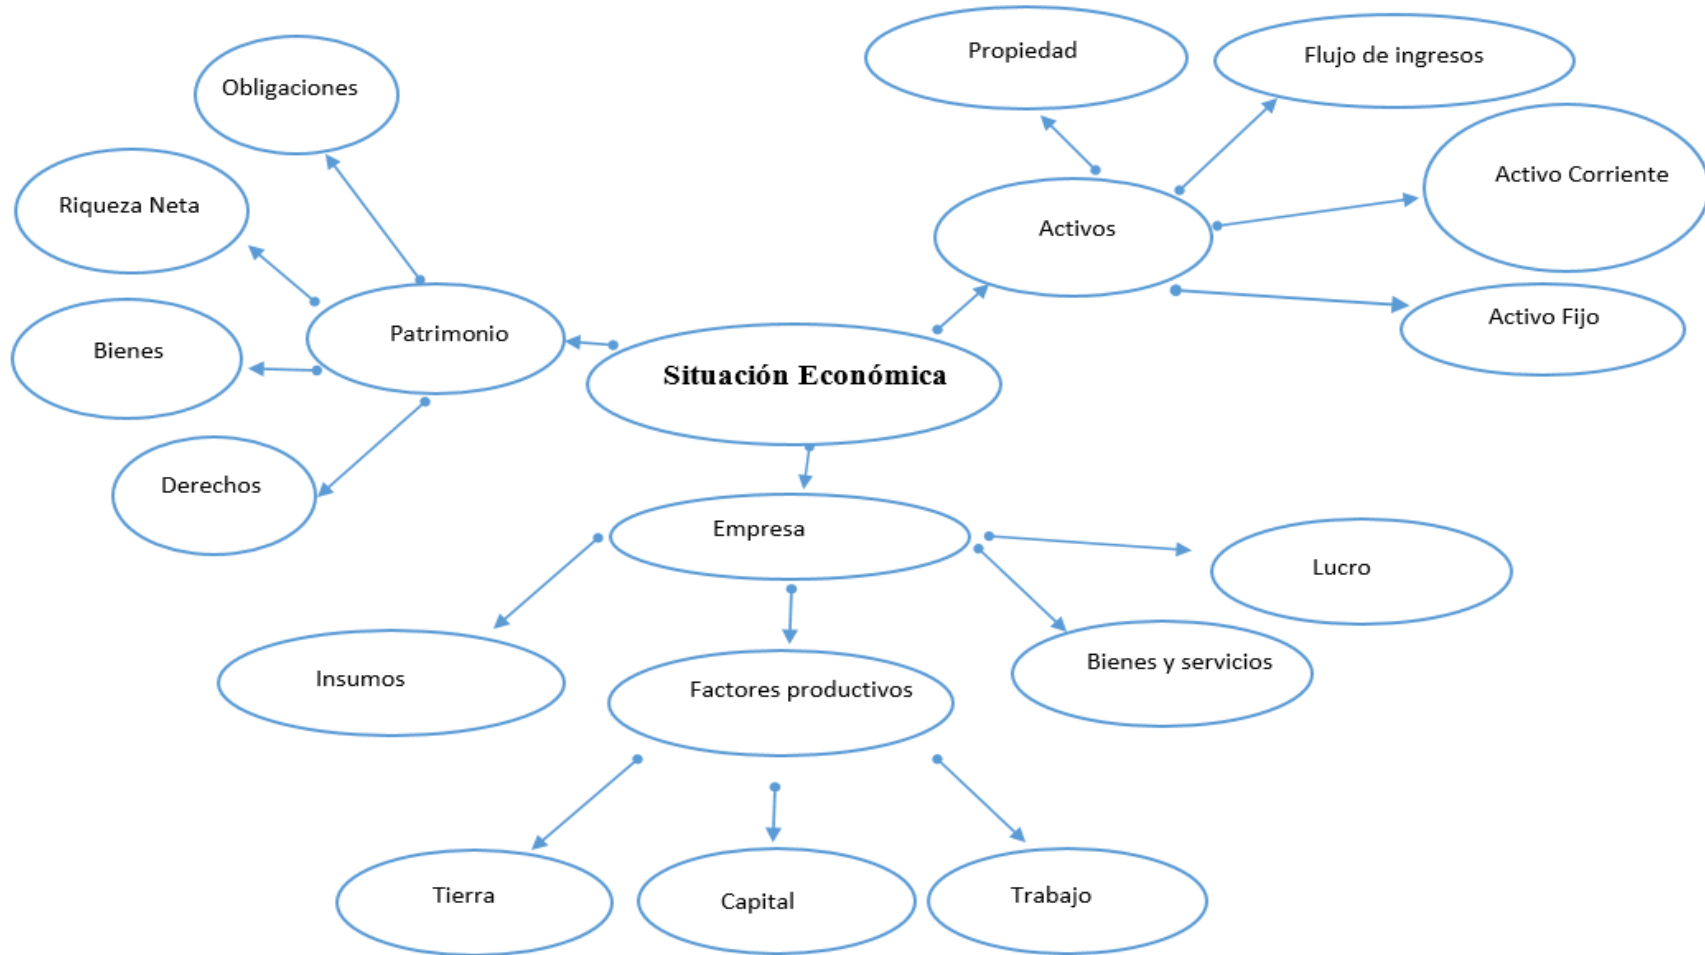 Propiedad
Flujo de ingresos
Obligaciones
Activo Corriente
Riqueza Neta
Activos
Activo Fijo
Patrimonio
Bienes
Situación Económica
Derechos
Empresa
Lucro
Bienes y servicios
Insumos
Factores productivos
Tierra
Capital
Trabajo